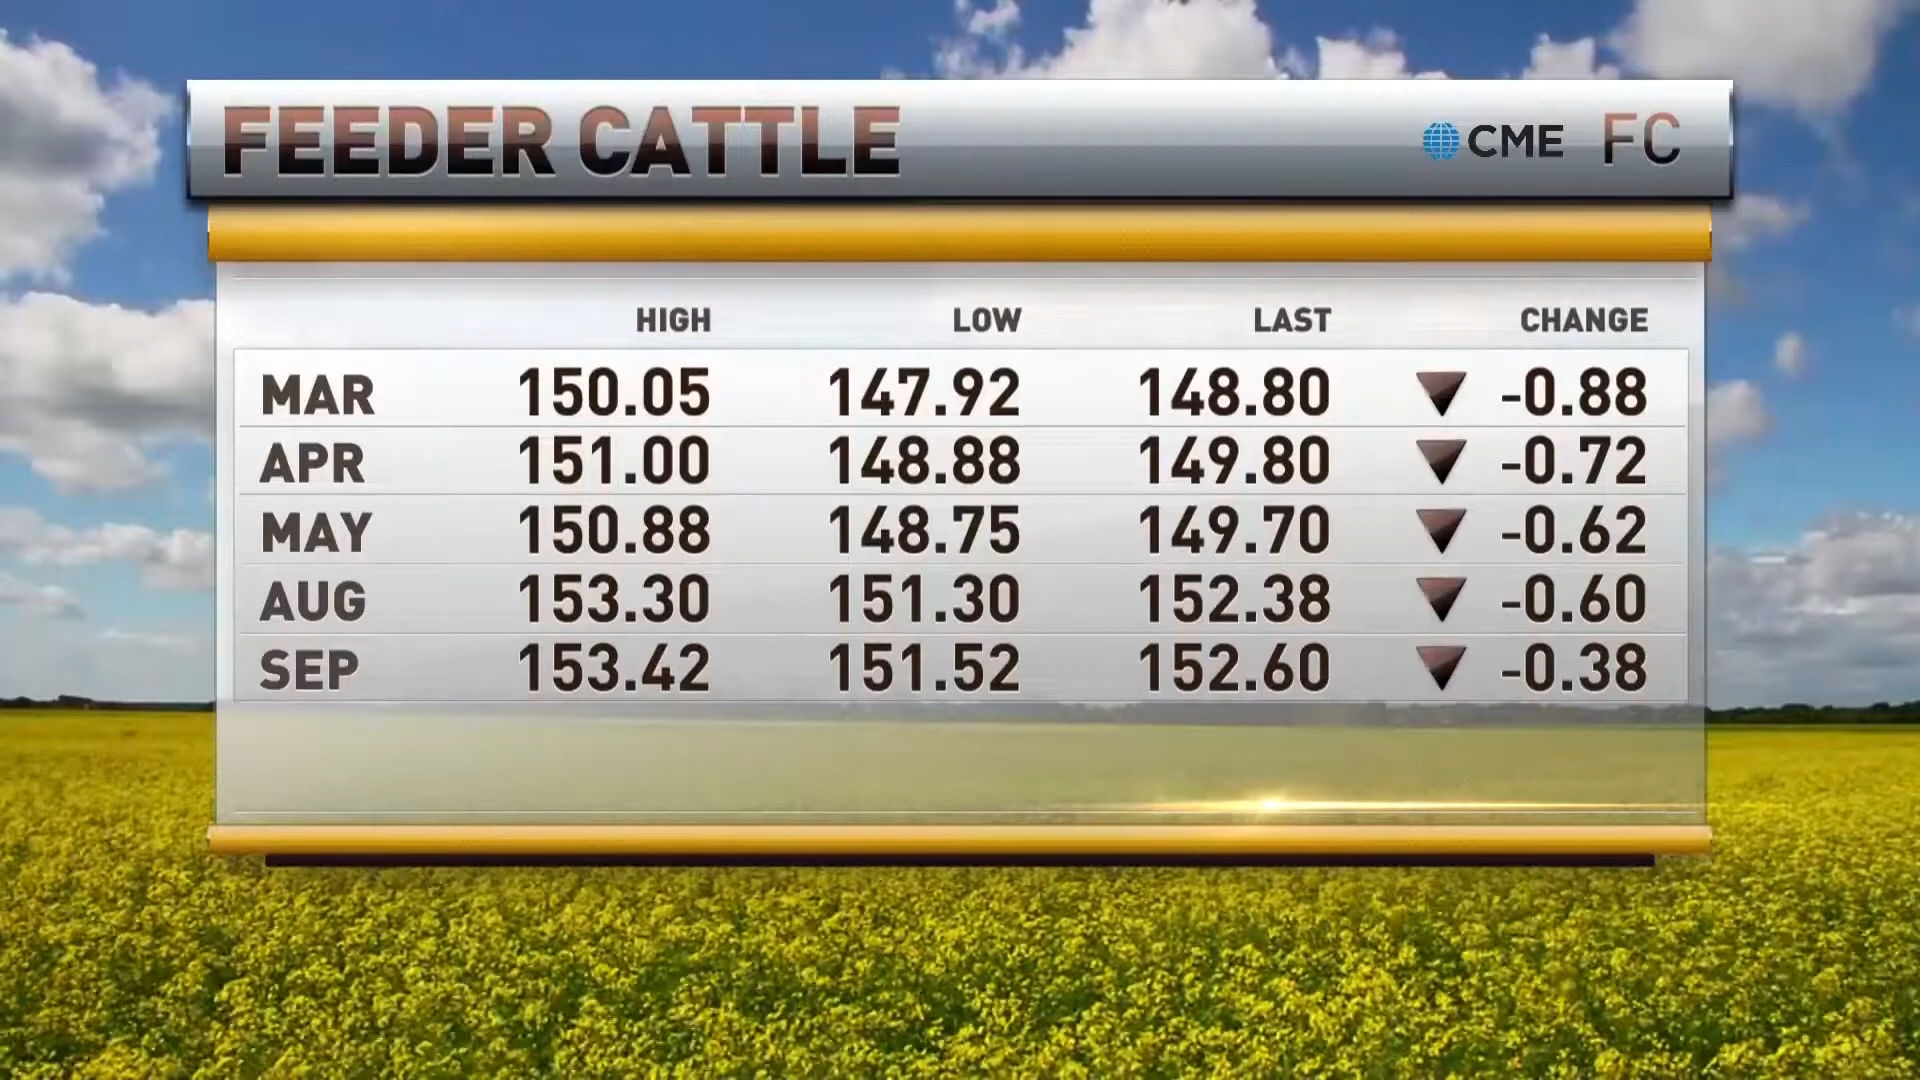 FEEDER CATTLE CME FC
HIGH LOW LAST CHANGE
MAR 150.05 147.92 148.80 ▼ -0.88
APR 151.00 148.88 149.80 ▼ -0.72
MAY 150.88 148.75 149.70 ▼ -0.62
AUG 153.30 151.30 152.38 ▼ -0.60
SEP 153.42 151.52 152.60 ▼ -0.38